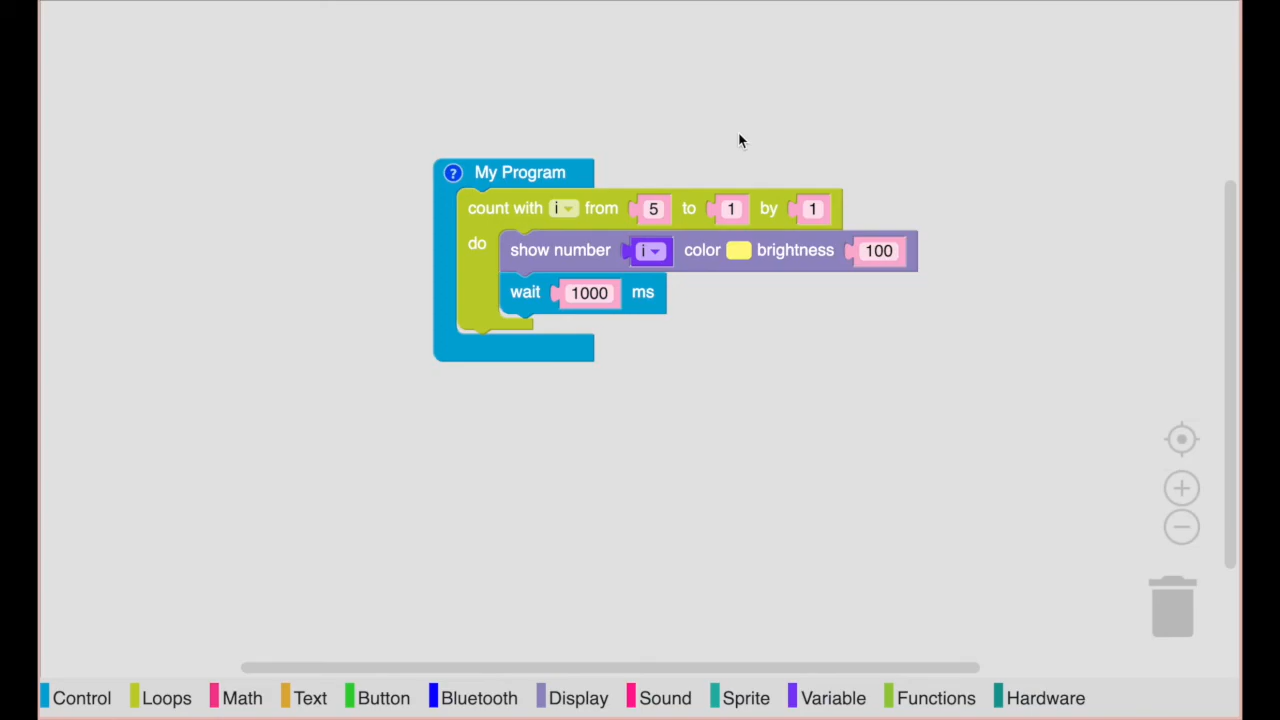 ? My Program
count with i from 5 to 1 by 1
do
show number i color brightness 100
wait 1000 ms
Control Loops Math Text Button Bluetooth Display Sound Sprite Variable Functions Hardware